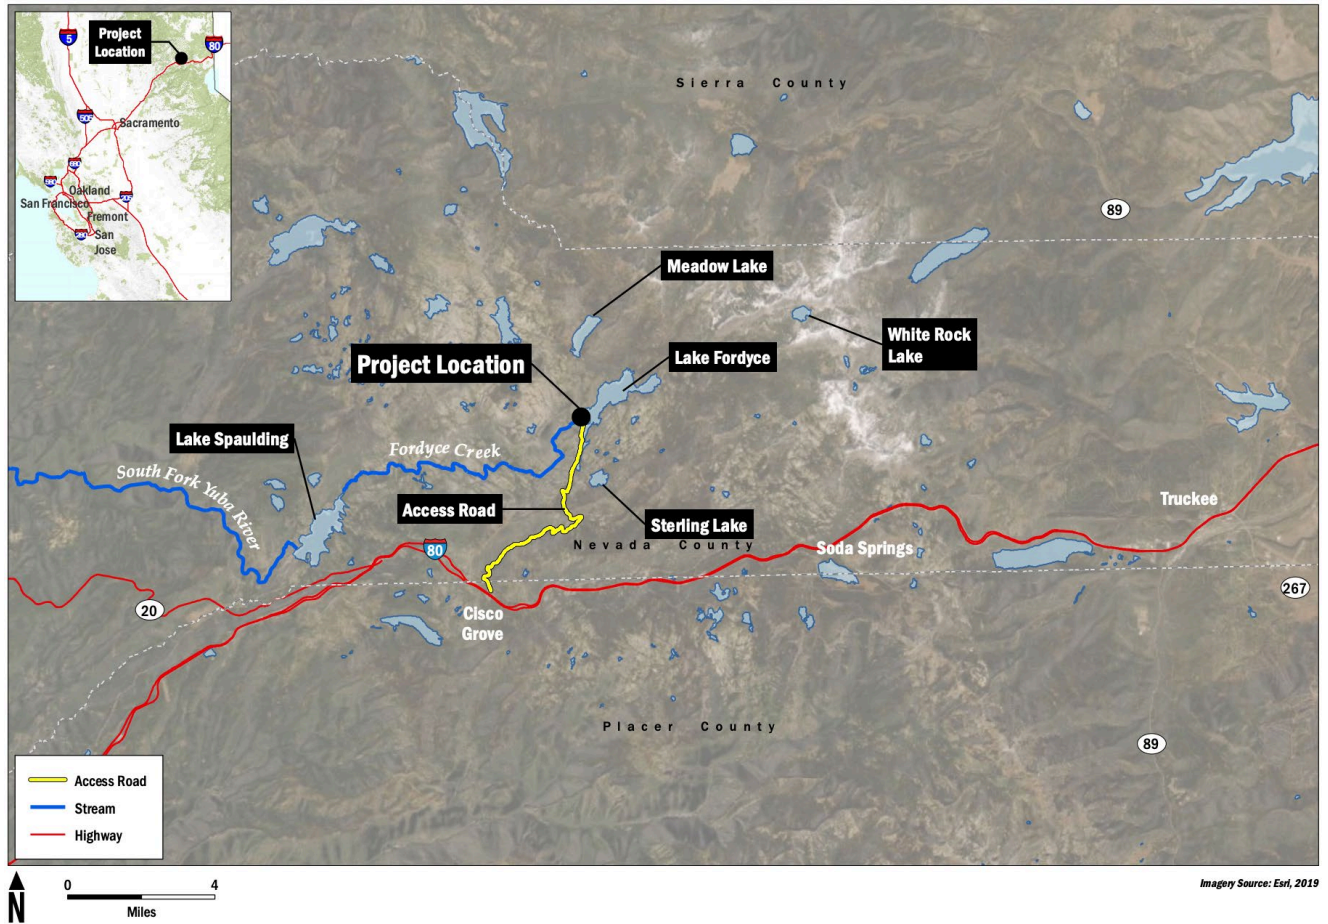 5
Project
Location
80
505
Sacramento
680
580
Oakland
205
San Francisco
Fremont
280
San
Jose
Sierra County
89
Meadow Lake
White Rock
Lake
Project Location
Lake Fordyce
Lake Spaulding
Fordyce Creek
South Fork Yuba River
Access Road
Truckee
Sterling Lake
Nevada County
80
Soda Springs
20
267
Cisco
Grove
Placer County
89
Access Road
Stream
Highway
N
0 4
Miles
Imagery Source: Esri, 2019